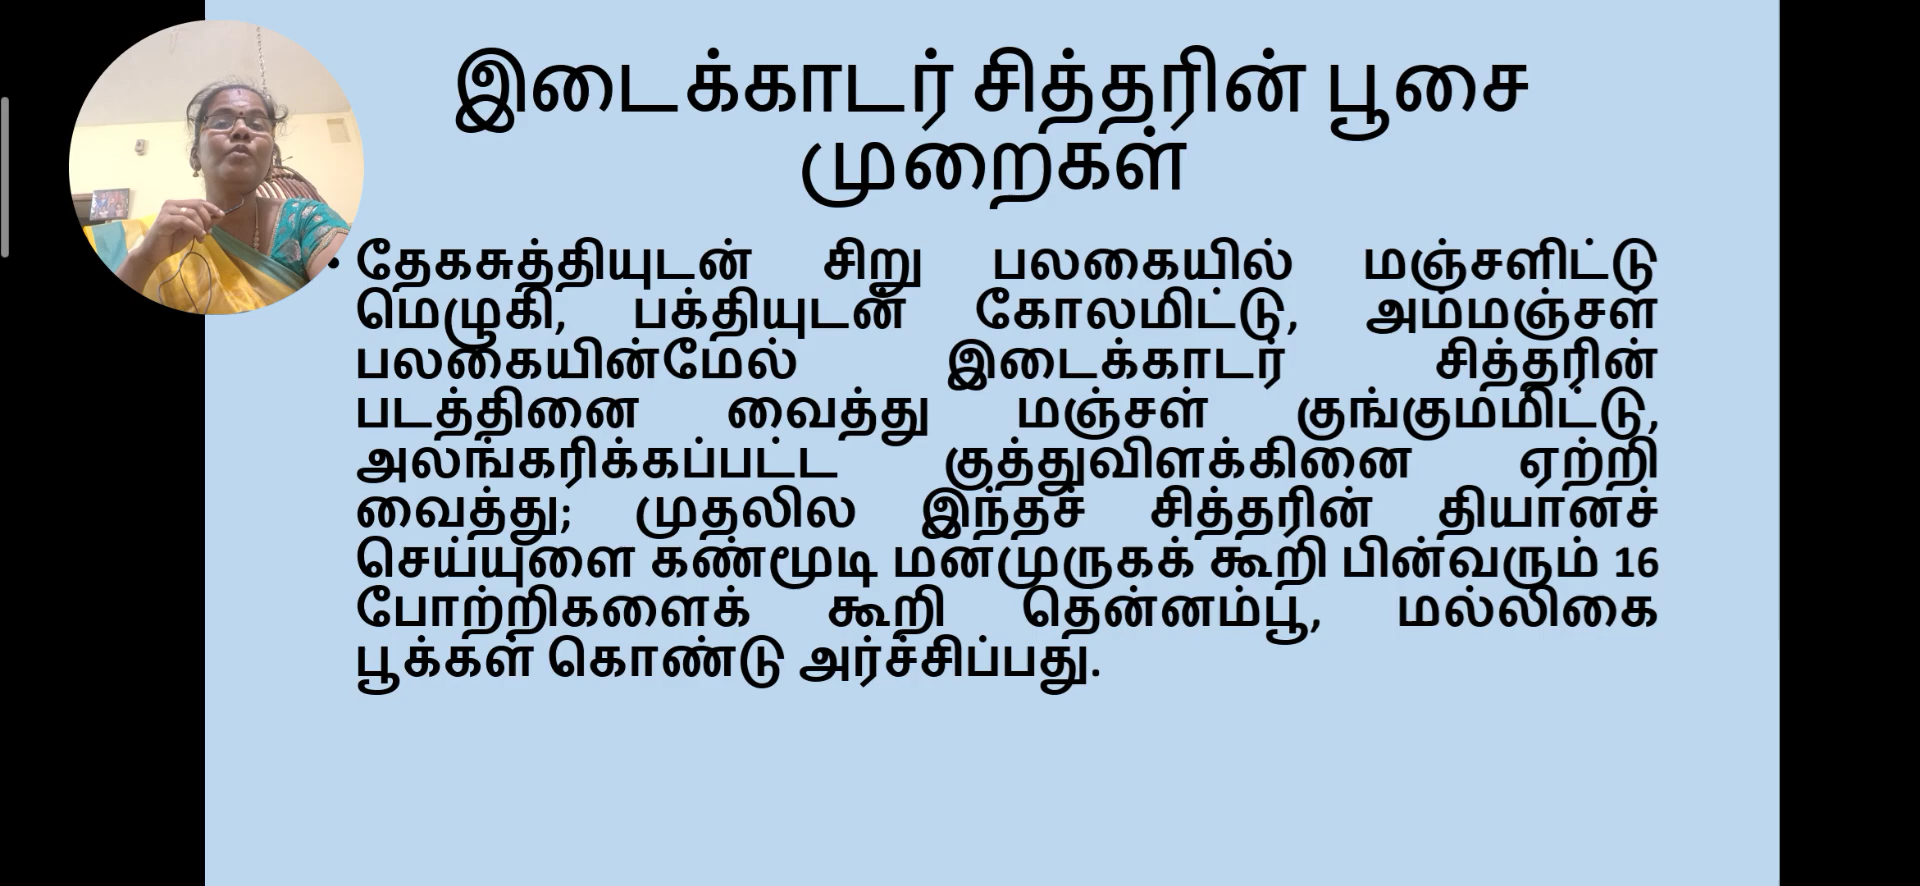 இடைக்காடர் சித்தரின் பூசை
முறைகள்
• தேகசுத்தியுடன் சிறு பலகையில் மஞ்சளிட்டு
மெழுகி, பக்தியுடன் கோலமிட்டு, அம்மஞ்சள்
பலகையின்மேல் இடைக்காடர் சித்தரின்
படத்தினை வைத்து மஞ்சள் குங்குமமிட்டு,
அலங்கரிக்கப்பட்ட குத்துவிளக்கினை ஏற்றி
வைத்து; முதலில இந்தச் சித்தரின் தியானச்
செய்யுளை கண்மூடி மனமுருகக் கூறி பின்வரும் 16
போற்றிகளைக் கூறி தென்னம்பூ, மல்லிகை
பூக்கள் கொண்டு அர்ச்சிப்பது.